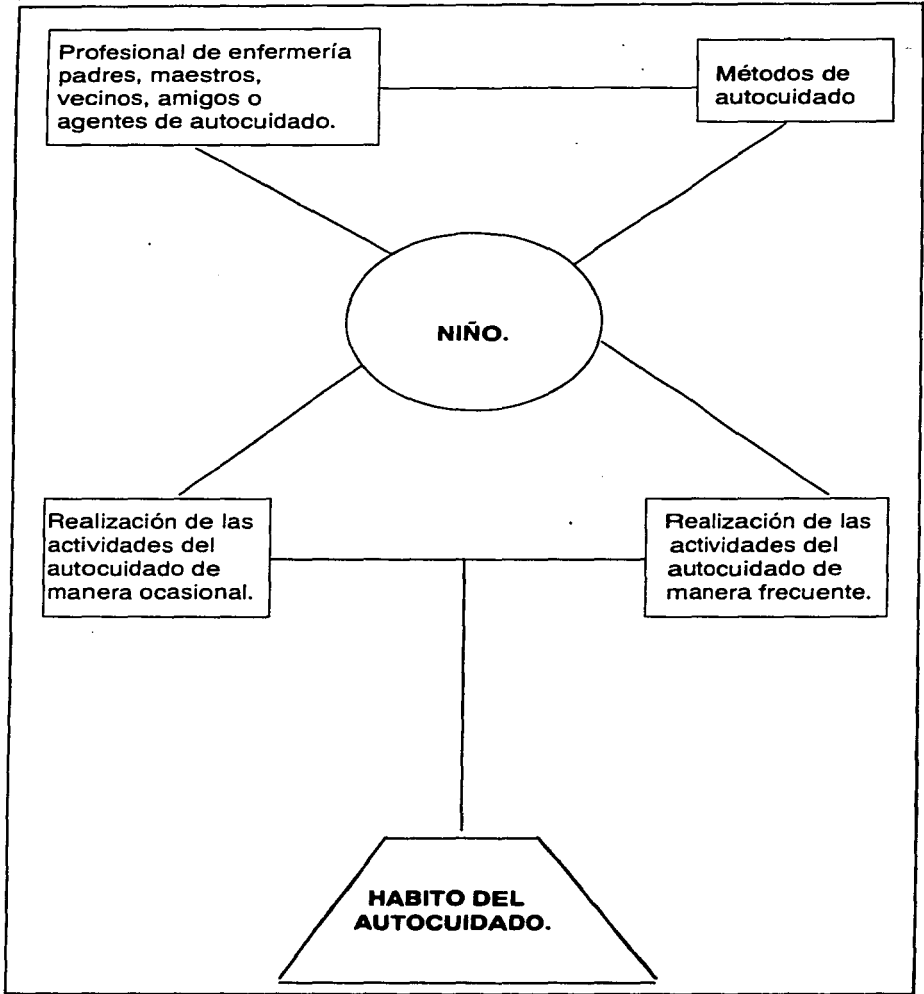 Profesional de enfermería
padres, maestros,
vecinos, amigos o
agentes de autocuidado.
Métodos de
autocuidado
NIÑO.
Realización de las
actividades del
autocuidado de
manera ocasional.
Realización de las
actividades del
autocuidado de
manera frecuente.
HABITO DEL
AUTOCUIDADO.